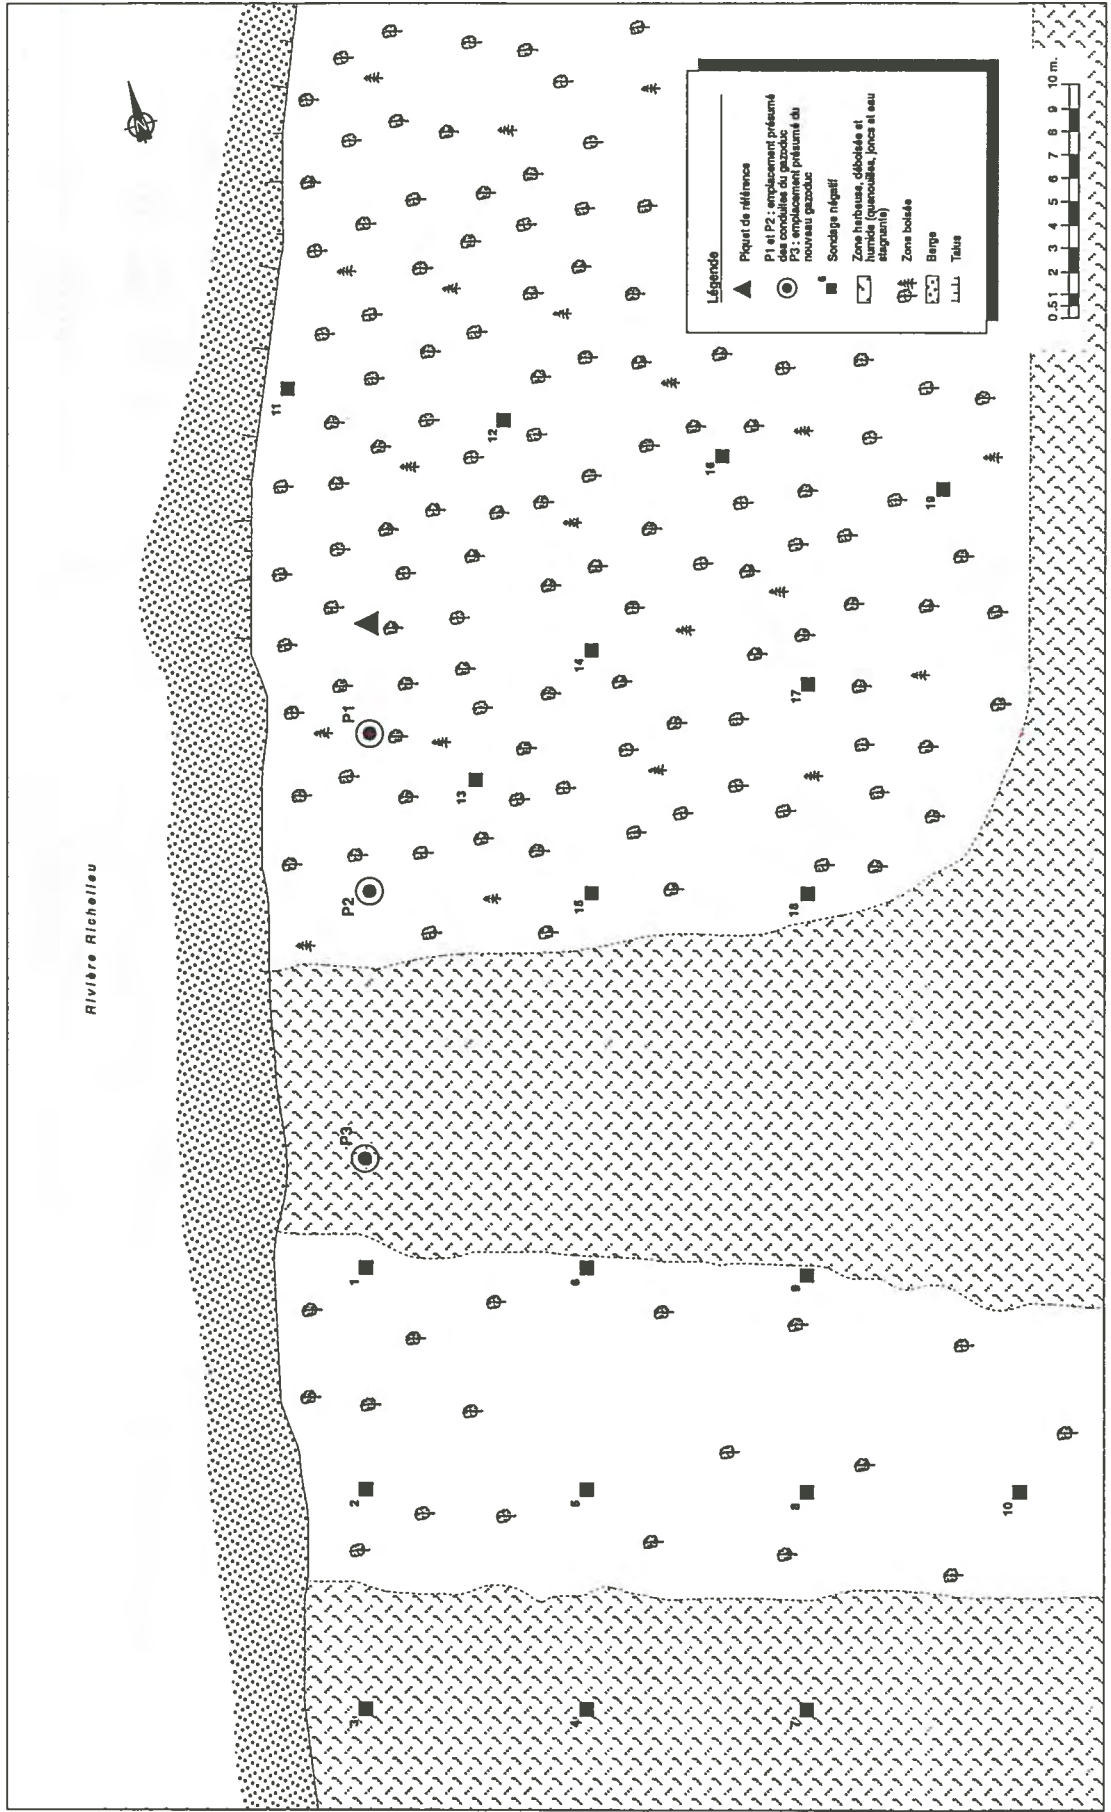 Rivière Richelieu
11
12
16
19
14
17
P1
13
P2
15
18
P3
1
6
9
2
5
8
10
3
4
7
Légende
Piquet de référence
P1 et P2 : emplacement présumé
des conduites du gazoduc
P3 : emplacement présumé du
nouveau gazoduc
6
Sondage négatif
Zone herbeuse, déboisée et
humide (quenouilles, joncs et eau
stagnante)
Zone boisée
Berge
Talus
0.5 1 2 3 4 5 6 7 8 9 10 m.